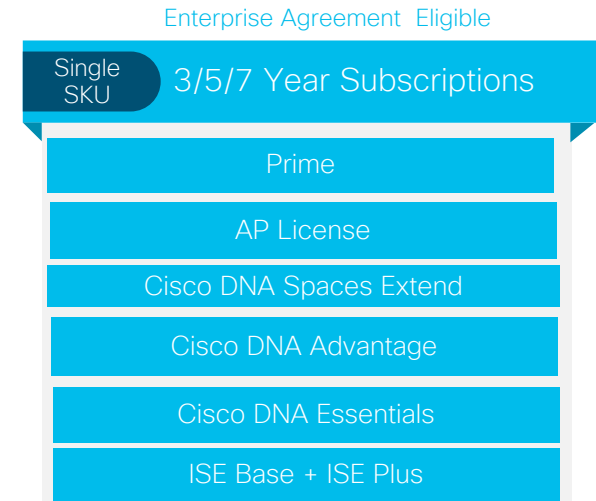 Enterprise Agreement Eligible
Single
SKU
3/5/7 Year Subscriptions
Prime
AP License
Cisco DNA Spaces Extend
Cisco DNA Advantage
Cisco DNA Essentials
ISE Base + ISE Plus